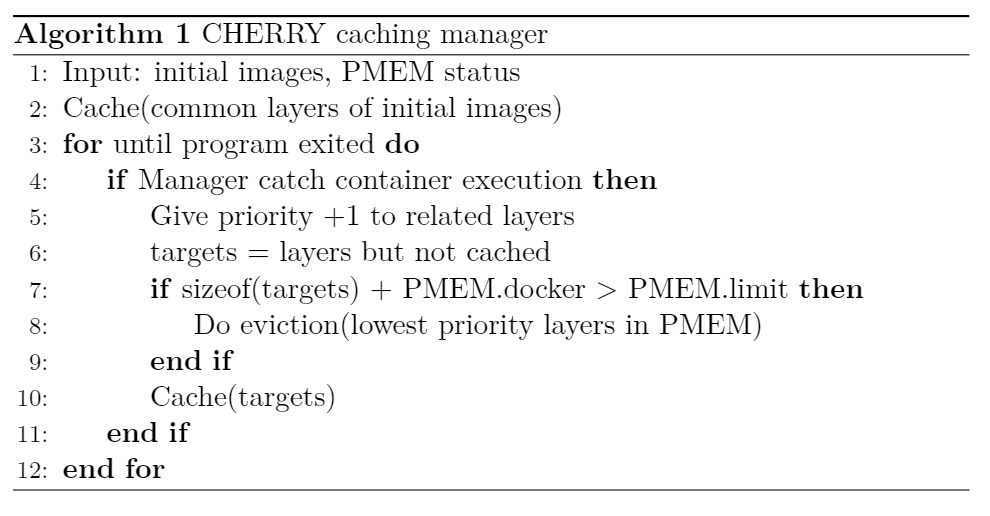 Algorithm 1 CHERRY caching manager
1: Input: initial images, PMEM status
2: Cache(common layers of initial images)
3: for until program exited do
4: if Manager catch container execution then
5: Give priority +1 to related layers
6: targets = layers but not cached
7: if sizeof(targets) + PMEM.docker > PMEM.limit then
8: Do eviction(lowest priority layers in PMEM)
9: end if
10: Cache(targets)
11: end if
12: end for